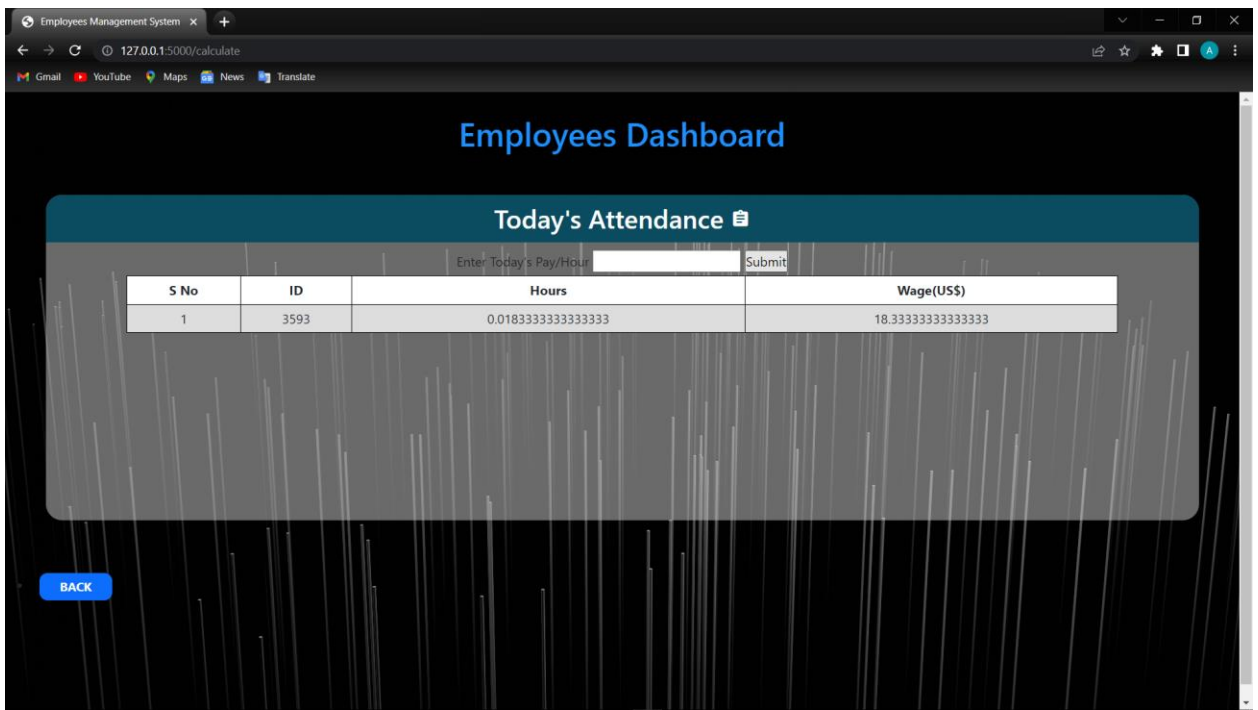 Employees Management System
127.0.0.1:5000/calculate
A
Gmail YouTube Maps GB News Translate
Employees Dashboard
Today's Attendance
Enter Today's Pay/Hour Submit
S No ID Hours Wage(US$)
1 3593 0.0183333333333333 18.33333333333333
BACK